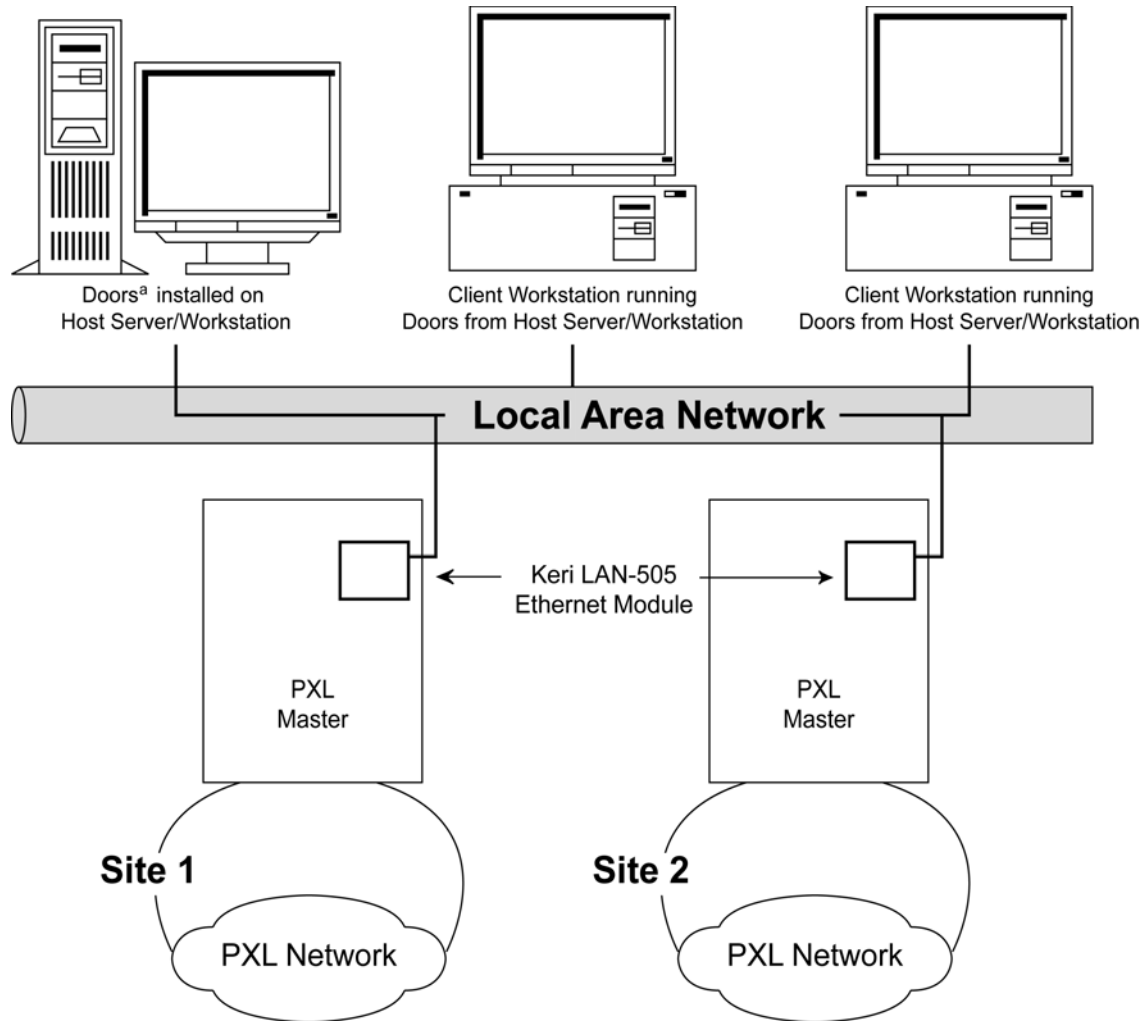 Doorsᵃ installed on
Host Server/Workstation
Client Workstation running
Doors from Host Server/Workstation
Client Workstation running
Doors from Host Server/Workstation
Local Area Network
Keri LAN-505
Ethernet Module
PXL
Master
PXL
Master
Site 1
Site 2
PXL Network
PXL Network